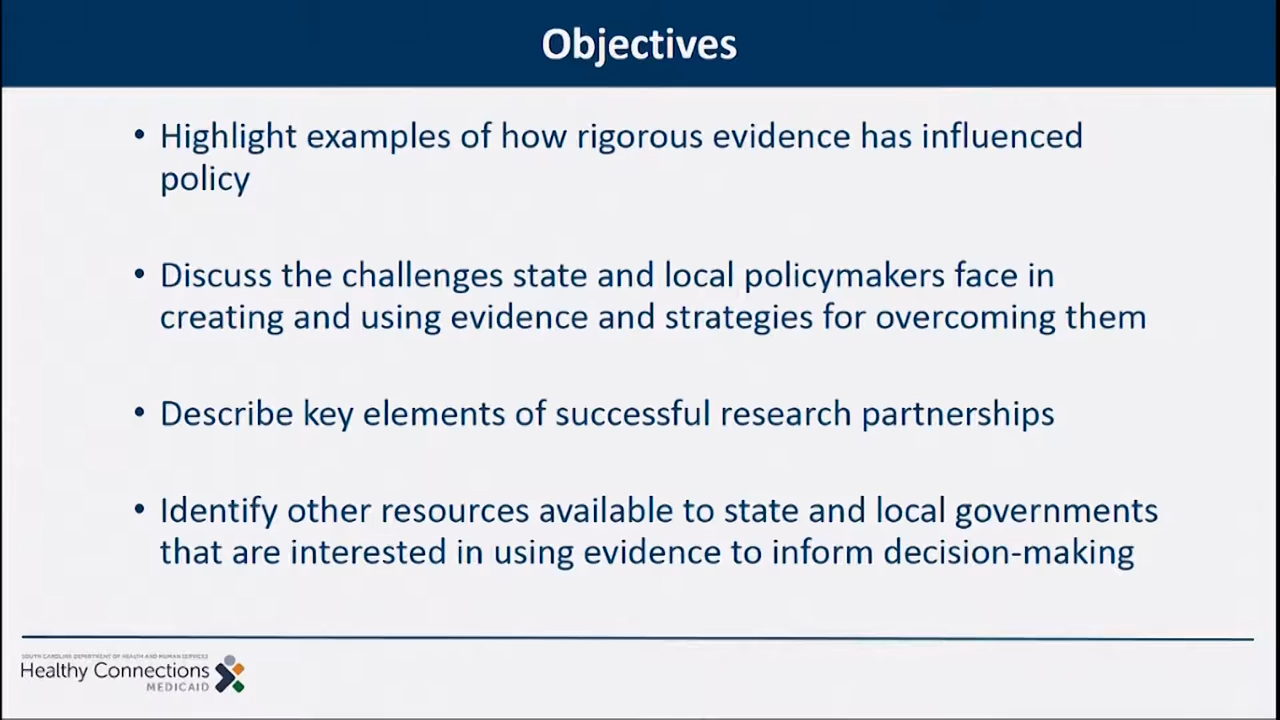 Objectives
• Highlight examples of how rigorous evidence has influenced
policy
• Discuss the challenges state and local policymakers face in
creating and using evidence and strategies for overcoming them
• Describe key elements of successful research partnerships
• Identify other resources available to state and local governments
that are interested in using evidence to inform decision-making
SOUTH CAROLINA DEPARTMENT OF HEALTH AND HUMAN SERVICES
Healthy Connections
MEDICAID